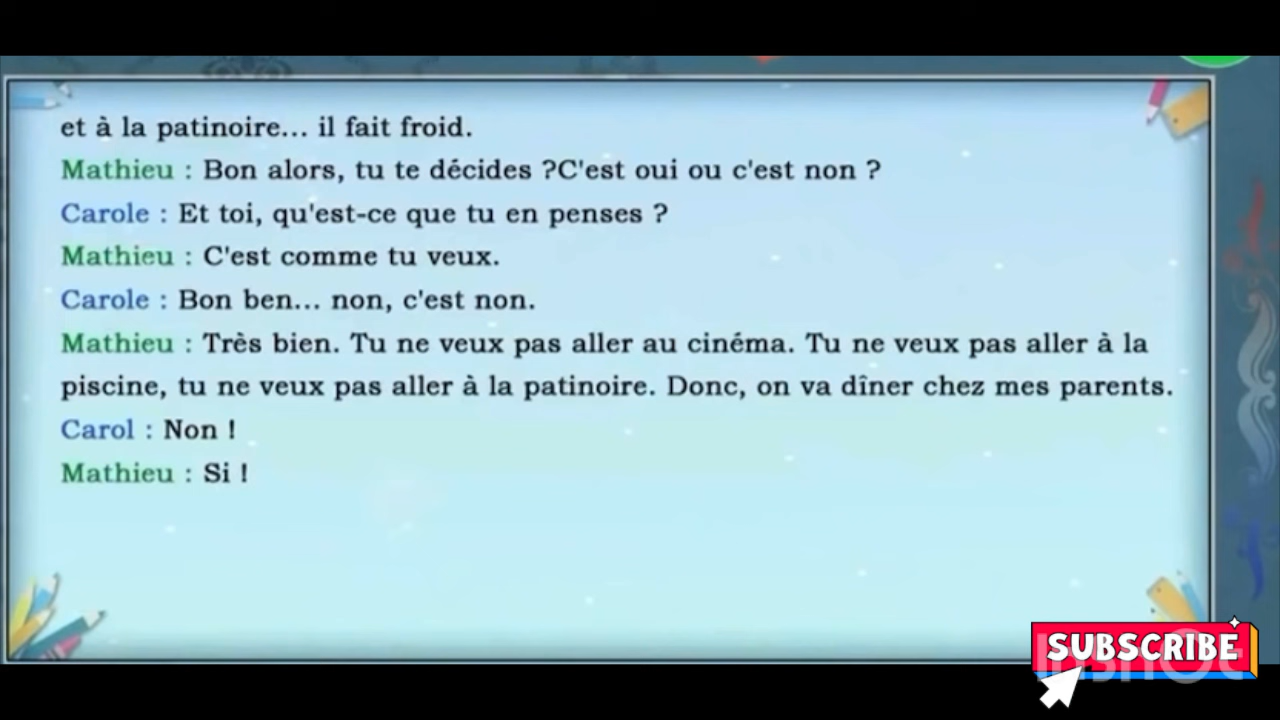 et à la patinoire... il fait froid.
Mathieu : Bon alors, tu te décides ?C'est oui ou c'est non ?
Carole : Et toi, qu'est-ce que tu en penses ?
Mathieu : C'est comme tu veux.
Carole : Bon ben... non, c'est non.
Mathieu : Très bien. Tu ne veux pas aller au cinéma. Tu ne veux pas aller à la
piscine, tu ne veux pas aller à la patinoire. Donc, on va dîner chez mes parents.
Carol : Non !
Mathieu : Si !
SUBSCRIBE